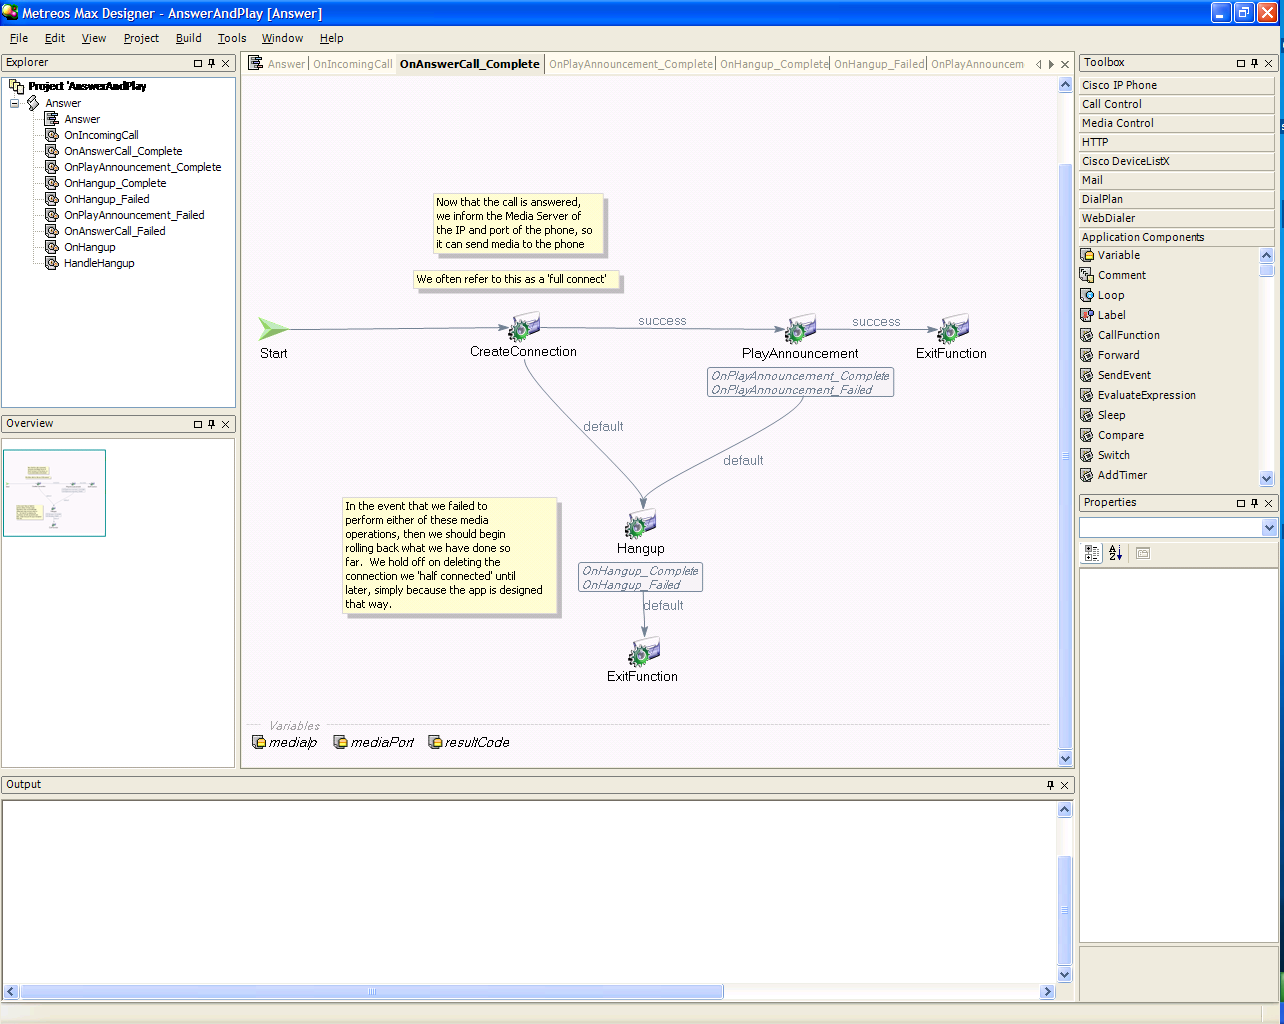 Metreos Max Designer - AnswerAndPlay [Answer]
File Edit View Project Build Tools Window Help
Explorer
Project 'AnswerAndPlay
Answer
Answer
OnIncomingCall
OnAnswerCall_Complete
OnPlayAnnouncement_Complete
OnHangup_Complete
OnHangup_Failed
OnPlayAnnouncement_Failed
OnAnswerCall_Failed
OnHangup
HandleHangup
Overview
Answer OnIncomingCall OnAnswerCall_Complete OnPlayAnnouncement_Complete OnHangup_Complete OnHangup_Failed OnPlayAnnouncem
Now that the call is answered,
we inform the Media Server of
the IP and port of the phone, so
it can send media to the phone
We often refer to this as a 'full connect'
Start
CreateConnection
success
PlayAnnouncement
success
ExitFunction
OnPlayAnnouncement_Complete
OnPlayAnnouncement_Failed
default
default
In the event that we failed to
perform either of these media
operations, then we should begin
rolling back what we have done so
far. We hold off on deleting the
connection we 'half connected' until
later, simply because the app is designed
that way.
Hangup
OnHangup_Complete
OnHangup_Failed
default
ExitFunction
Variables
mediaIp mediaPort resultCode
Toolbox
Cisco IP Phone
Call Control
Media Control
HTTP
Cisco DeviceListX
Mail
DialPlan
WebDialer
Application Components
Variable
Comment
Loop
Label
CallFunction
Forward
SendEvent
EvaluateExpression
Sleep
Compare
Switch
AddTimer
Properties
Output